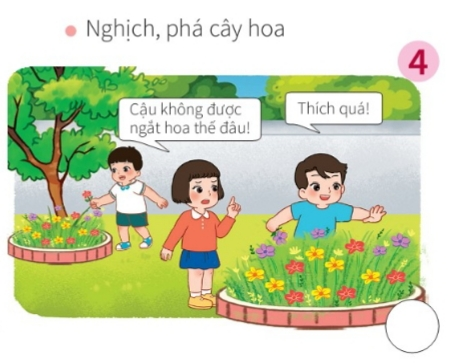 Nghịch, phá cây hoa
4
Cậu không được
ngắt hoa thế đâu!
Thích quá!